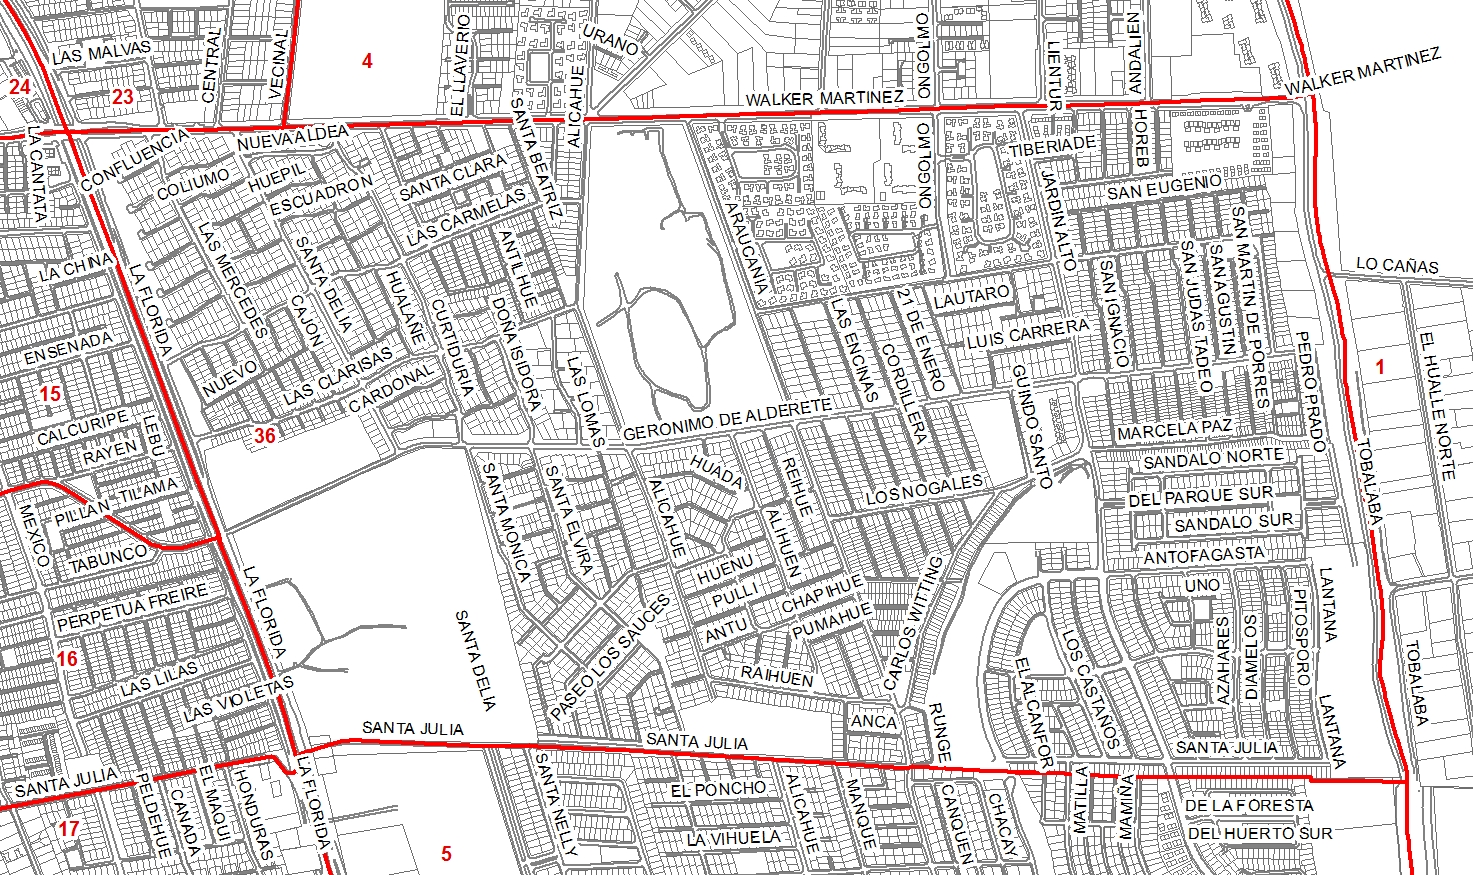 LAS MALVAS
CENTRAL
VECINAL
4
EL LLAVERIO
URANO
ALICAHUE
SANTA BEATRIZ
ONGOLMO
LIENTUR
ANDALIEN
WALKER MARTINEZ
WALKER MARTINEZ
24
23
LA CANTATA
CONFLUENCIA
NUEVA ALDEA
COLIUMO
HUEPIL
ESCUADRON
SANTA CLARA
LAS CARMELAS
ONGOLMO
TIBERIADE
HOREB
JARDIN ALTO
SAN EUGENIO
ARAUCANIA
LA CHINA
LA FLORIDA
LAS MERCEDES
SANTA DELIA
CAJON
HUALAÑE
CURTIDURIA
ANTILHUE
DOÑA ISIDORA
SAN IGNACIO
SAN JUDAS TADEO
SAN AGUSTIN
SAN MARTIN DE PORRES
LO CAÑAS
LAUTARO
21 DE ENERO
LAS ENCINAS
CORDILLERA
LUIS CARRERA
ENSENADA
15
NUEVO
LAS CLARISAS
CARDONAL
LAS LOMAS
GUINDO SANTO
PEDRO PRADO
1
EL HUALLE NORTE
CALCURIPE
RAYEN
LEBU
36
GERONIMO DE ALDERETE
MARCELA PAZ
SANDALO NORTE
TOBALABA
MEXICO
PILLAN
TILAMA
TABUNCO
SANTA MONICA
SANTA ELVIRA
ALICAHUE
HUADA
REIHUE
LOS NOGALES
DEL PARQUE SUR
SANDALO SUR
ANTOFAGASTA
PERPETUA FREIRE
LA FLORIDA
HUENU
ALIHUEN
PULLI
CHAPIHUE
ANTU
PUMAHUE
CARLOS WITTING
UNO
LANTANA
PITOSPORO
16
LAS LILAS
LAS VIOLETAS
SANTA DELIA
PASEO LOS SAUCES
RAIHUEN
EL ALCANFOR
LOS CASTAÑOS
AZAHARES
DIAMELOS
TOBALABA
LANTANA
ANCA
RUNGE
SANTA JULIA
SANTA JULIA
SANTA JULIA
SANTA JULIA
PELDEHUE
CANADA
EL MAQUI
HONDURAS
LA FLORIDA
17
5
SANTA NELLY
EL PONCHO
LA VIHUELA
ALICAHUE
MANQUE
CANQUEN
CHACAY
MATILLA
MAMIÑA
DE LA FORESTA
DEL HUERTO SUR